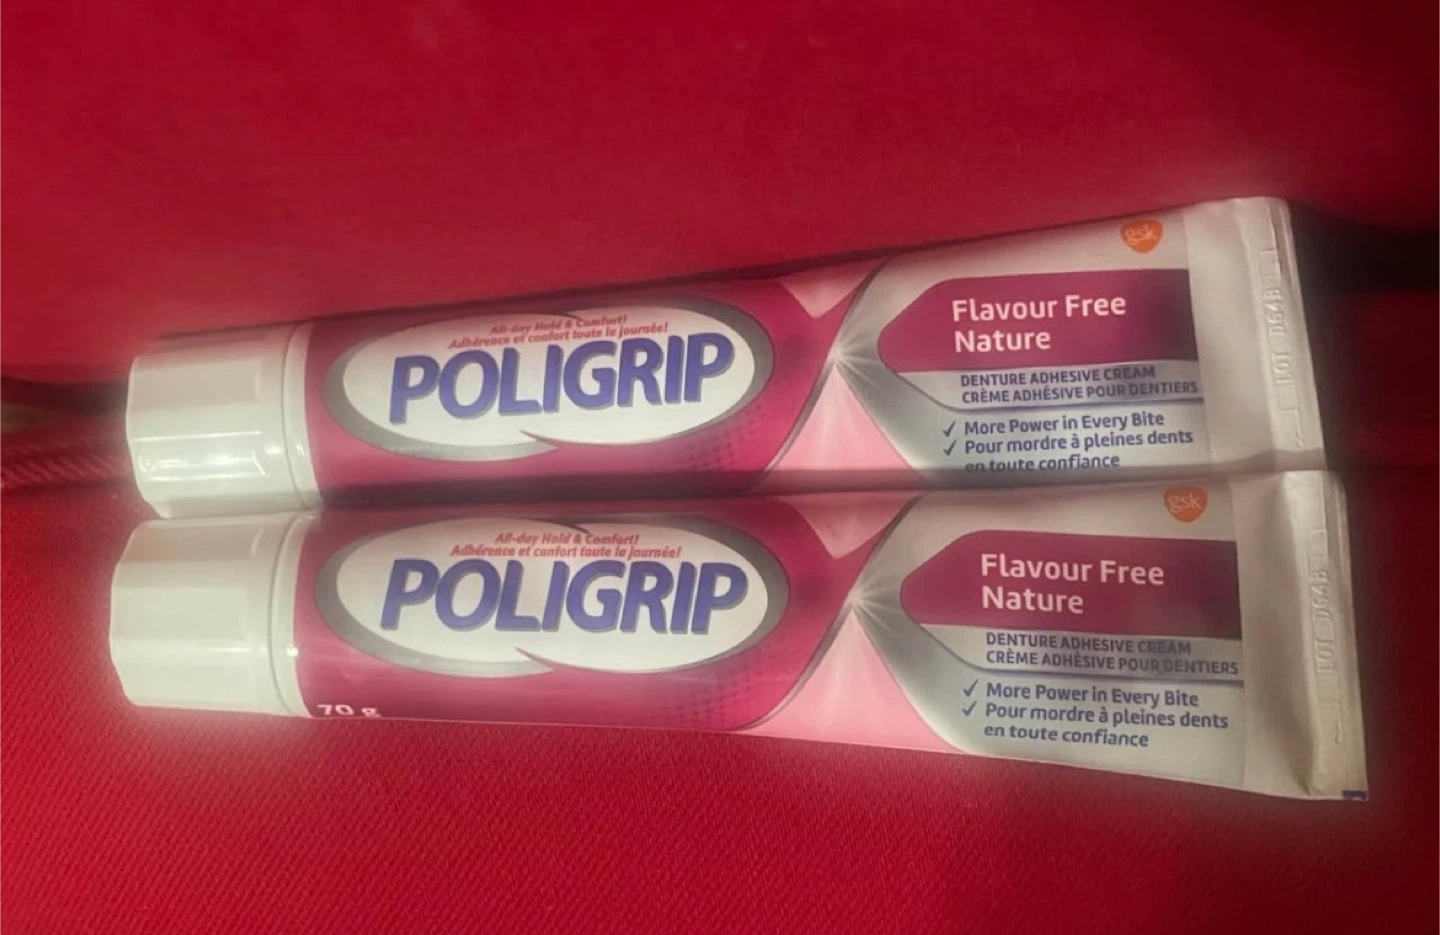 gsk
All-day Hold & Comfort!
Adhérence et confort toute la journée!
POLIGRIP
Flavour Free
Nature
DENTURE ADHESIVE CREAM
CRÈME ADHÉSIVE POUR DENTIERS
✓ More Power in Every Bite
✓ Pour mordre à pleines dents
en toute confiance
gsk
All-day Hold & Comfort!
Adhérence et confort toute la journée!
POLIGRIP
70 g
Flavour Free
Nature
DENTURE ADHESIVE CREAM
CRÈME ADHÉSIVE POUR DENTIERS
✓ More Power in Every Bite
✓ Pour mordre à pleines dents
en toute confiance